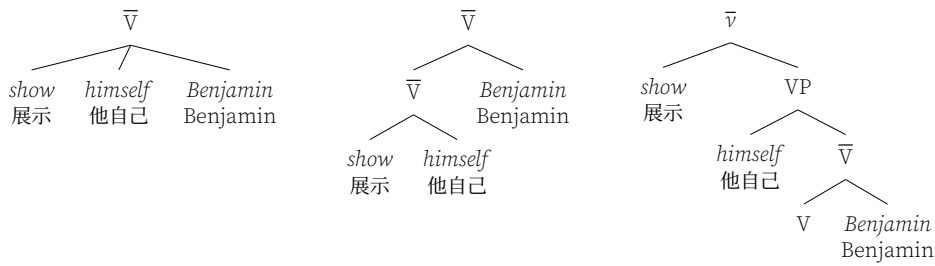 V̅ V̅ v̅
show himself Benjamin V̅ Benjamin show VP
展示 他自己 Benjamin Benjamin 展示
show himself himself V̅
展示 他自己 他自己
V Benjamin
Benjamin